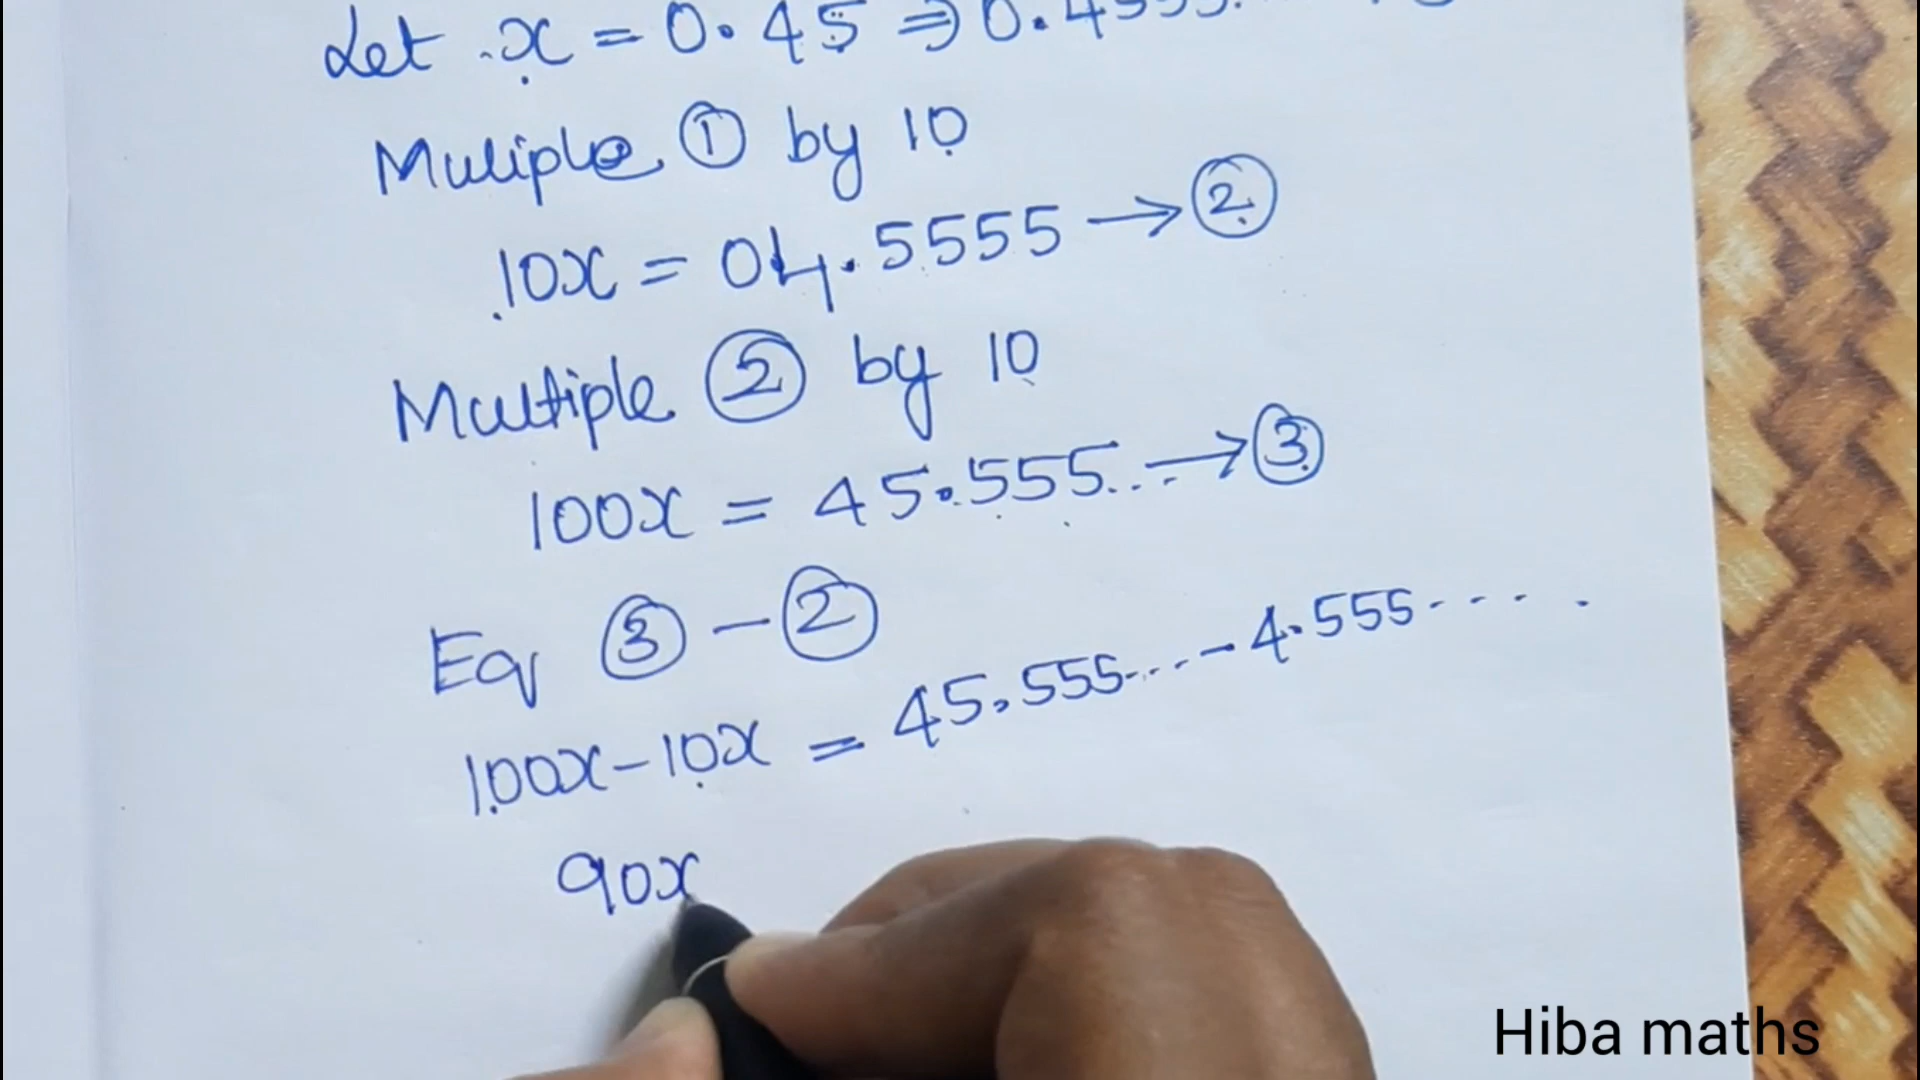 Let x = 0.45 ⇒ 0.4555...
Muliple ① by 10
10x = 04.5555 → ②
Multiple ② by 10
100x = 45.555... → ③
Eq ③ - ②
100x - 10x = 45.555... - 4.555....
90x
Hiba maths